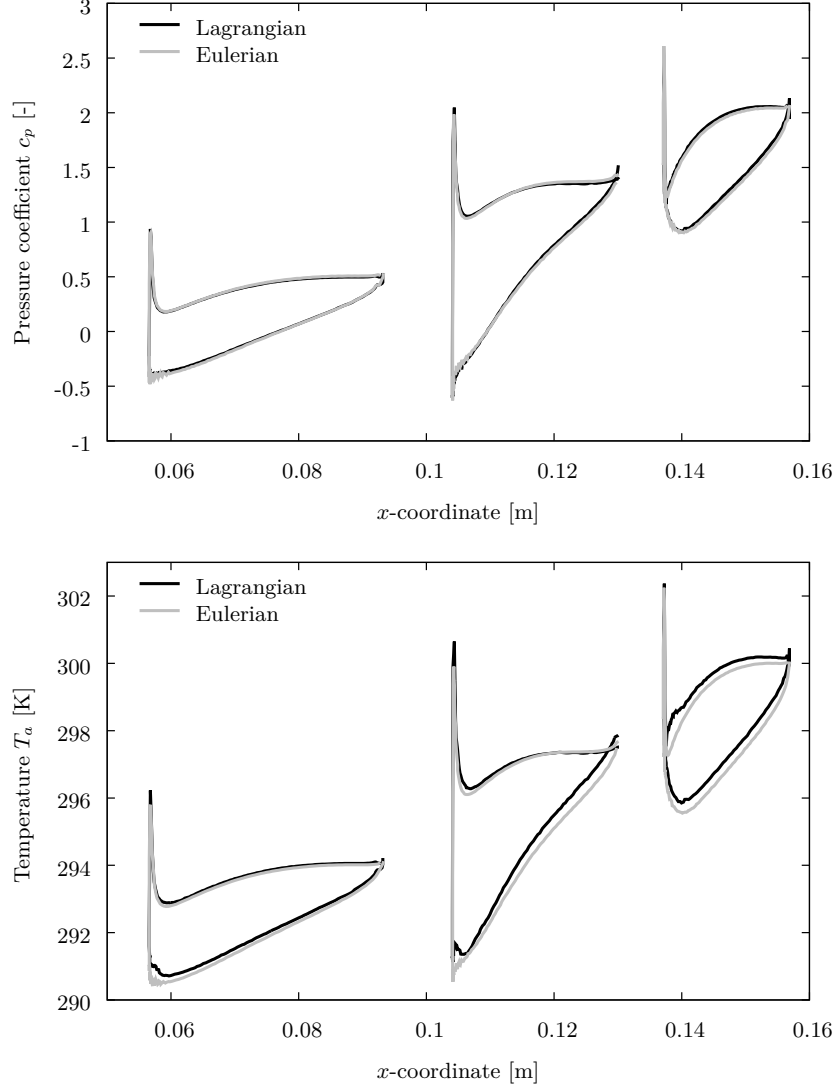 3
2.5
2
1.5
1
0.5
0
-0.5
-1
Pressure coefficient c_p [-]
Lagrangian
Eulerian
0.06 0.08 0.1 0.12 0.14 0.16
x-coordinate [m]
302
300
298
296
294
292
290
Temperature T_a [K]
Lagrangian
Eulerian
0.06 0.08 0.1 0.12 0.14 0.16
x-coordinate [m]